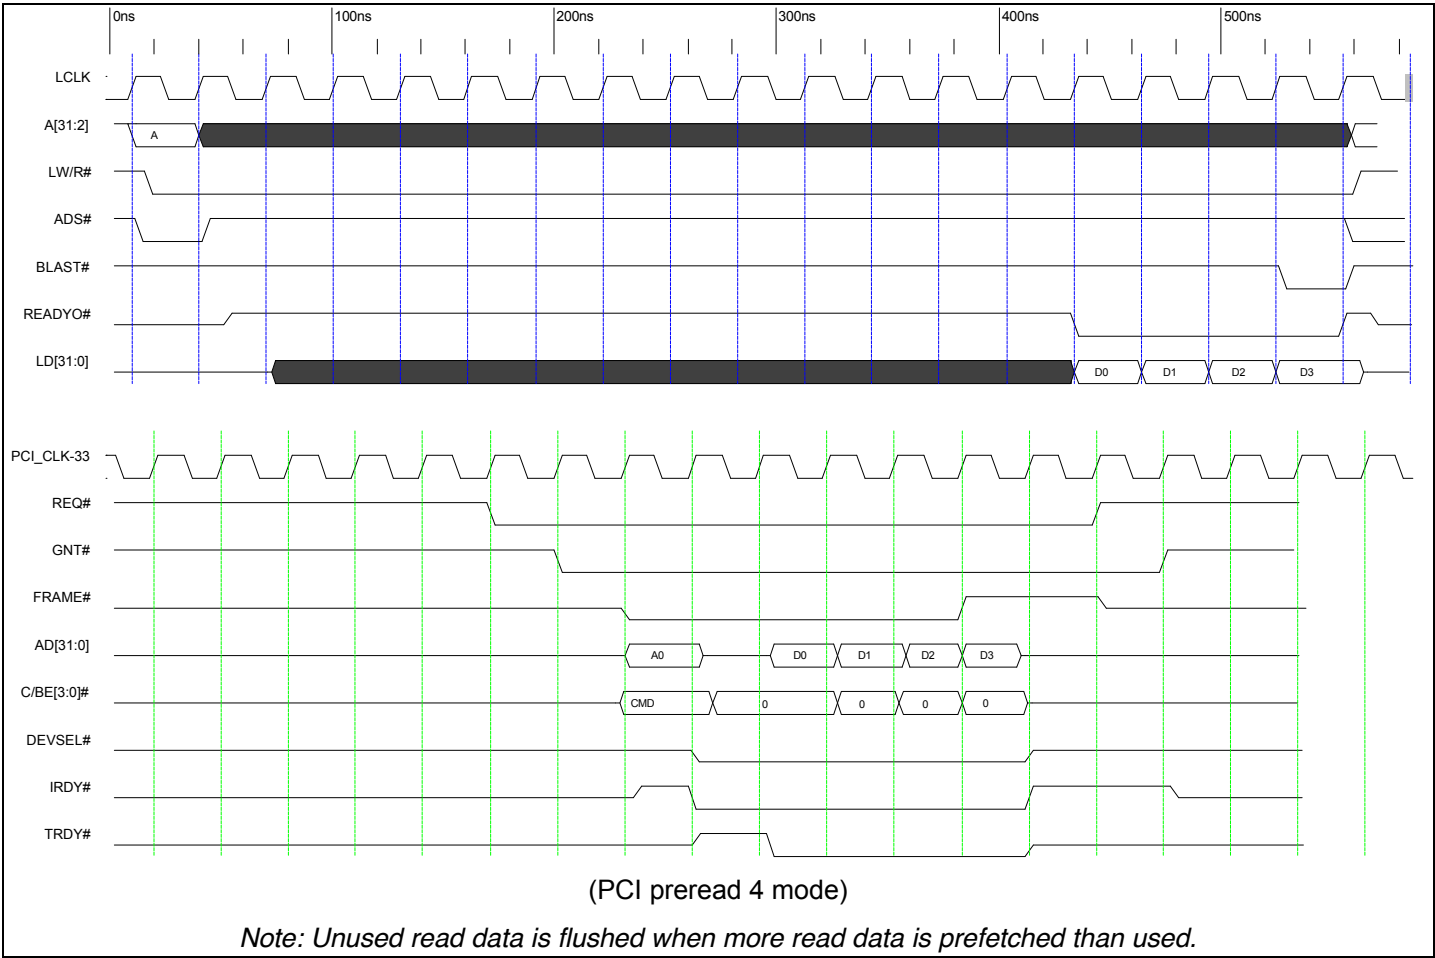 0ns 100ns 200ns 300ns 400ns 500ns
LCLK
A[31:2] A
LW/R#
ADS#
BLAST#
READYO#
LD[31:0] D0 D1 D2 D3
PCI_CLK-33
REQ#
GNT#
FRAME#
AD[31:0] A0 D0 D1 D2 D3
C/BE[3:0]# CMD 0 0 0 0
DEVSEL#
IRDY#
TRDY#
(PCI preread 4 mode)
Note: Unused read data is flushed when more read data is prefetched than used.